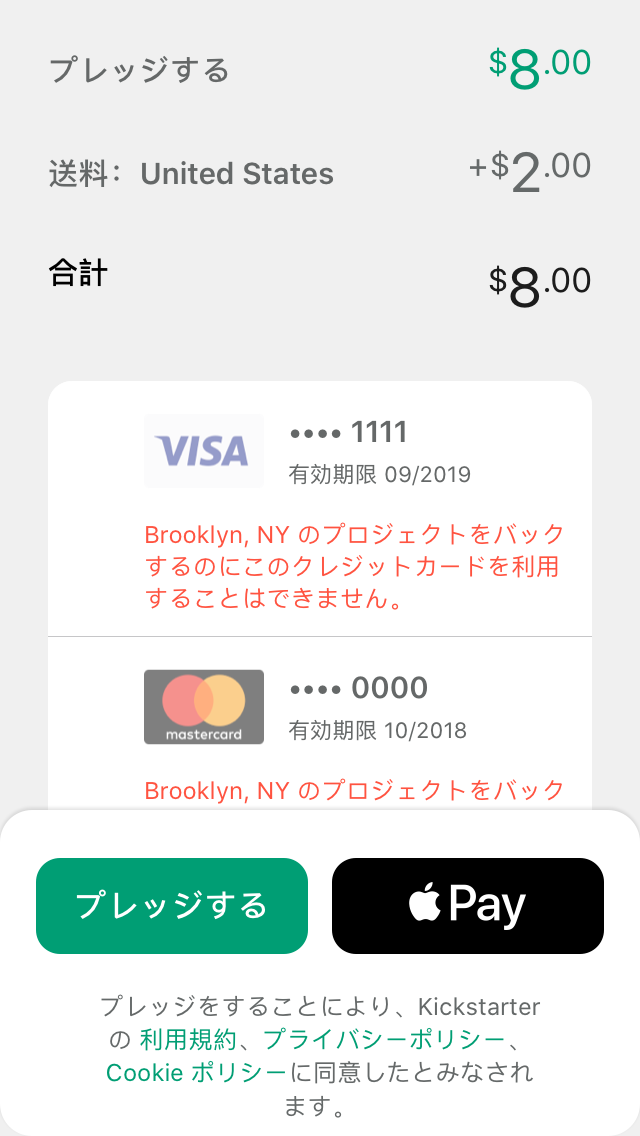 プレッジする $8.00
送料: United States +$2.00
合計 $8.00
VISA •••• 1111
有効期限 09/2019
Brooklyn, NY のプロジェクトをバック
するのにこのクレジットカードを利用
することはできません。
mastercard •••• 0000
有効期限 10/2018
Brooklyn, NY のプロジェクトをバック
プレッジする Pay
プレッジをすることにより、Kickstarter
の 利用規約、プライバシーポリシー、
Cookie ポリシーに同意したとみなされ
ます。